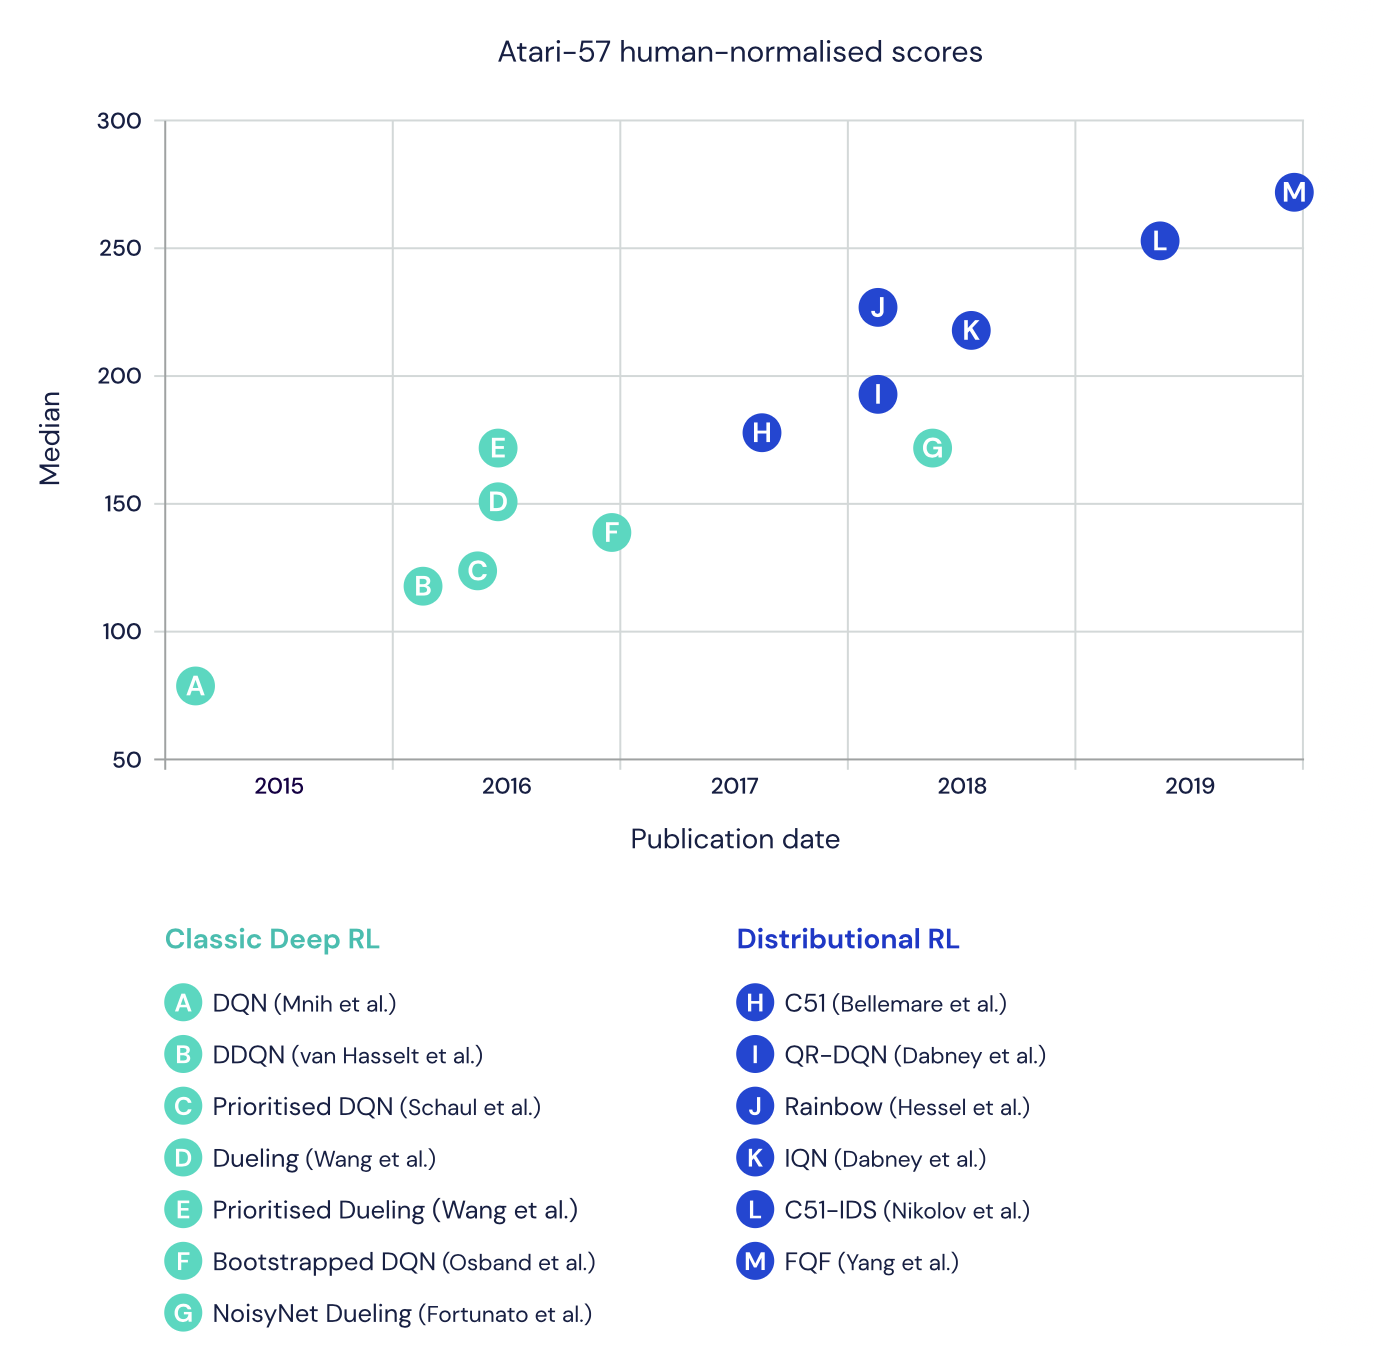 Atari-57 human-normalised scores
300
250
200
150
100
50
Median
M
L
J
K
I
H
G
E
D
F
C
B
A
2015 2016 2017 2018 2019
Publication date
Classic Deep RL
A DQN (Mnih et al.)
B DDQN (van Hasselt et al.)
C Prioritised DQN (Schaul et al.)
D Dueling (Wang et al.)
E Prioritised Dueling (Wang et al.)
F Bootstrapped DQN (Osband et al.)
G NoisyNet Dueling (Fortunato et al.)
Distributional RL
H C51 (Bellemare et al.)
I QR-DQN (Dabney et al.)
J Rainbow (Hessel et al.)
K IQN (Dabney et al.)
L C51-IDS (Nikolov et al.)
M FQF (Yang et al.)